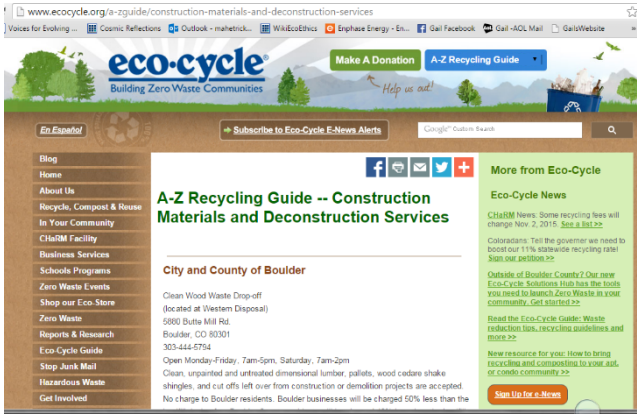 www.ecocycle.org/a-zguide/construction-materials-and-deconstruction-services
Voices for Evolving ... Cosmic Reflections Outlook - mahetrick... WikiEcoEthics Enphase Energy - En... Gail Facebook Gail -AOL Mail GailsWebsite
eco·cycle®
Building Zero Waste Communities
Make A Donation
A-Z Recycling Guide
Help us out!
En Español
Subscribe to Eco-Cycle E-News Alerts
Google™ Custom Search
Blog
Home
About Us
Recycle, Compost & Reuse
In Your Community
CHaRM Facility
Business Services
Schools Programs
Zero Waste Events
Shop our Eco-Store
Zero Waste
Reports & Research
Eco-Cycle Guide
Stop Junk Mail
Hazardous Waste
Get Involved
A-Z Recycling Guide -- Construction
Materials and Deconstruction Services
City and County of Boulder
Clean Wood Waste Drop-off
(located at Western Disposal)
5880 Butte Mill Rd.
Boulder, CO 80301
303-444-5794
Open Monday-Friday, 7am-5pm, Saturday, 7am-2pm
Clean, unpainted and untreated dimensional lumber, pallets, wood cedare shake
shingles, and cut offs left over from construction or demolition projects are accepted.
No charge to Boulder residents. Boulder businesses will be charged 50% less than the
More from Eco-Cycle
Eco-Cycle News
CHaRM News. Some recycling fees will
change Nov. 2, 2015. See a list >>
Coloradans: Tell the governer we need to
boost our 11% statewide recycling rate!
Sign our petition >>
Outside of Boulder County? Our new
Eco-Cycle Solutions Hub has the tools
you need to launch Zero Waste in your
community. Get started >>
Read the Eco-Cycle Guide: Waste
reduction tips, recycling guidelines and
more >>
New resource for you: How to bring
recycling and composting to your apt.
or condo community >>
Sign Up for e-News